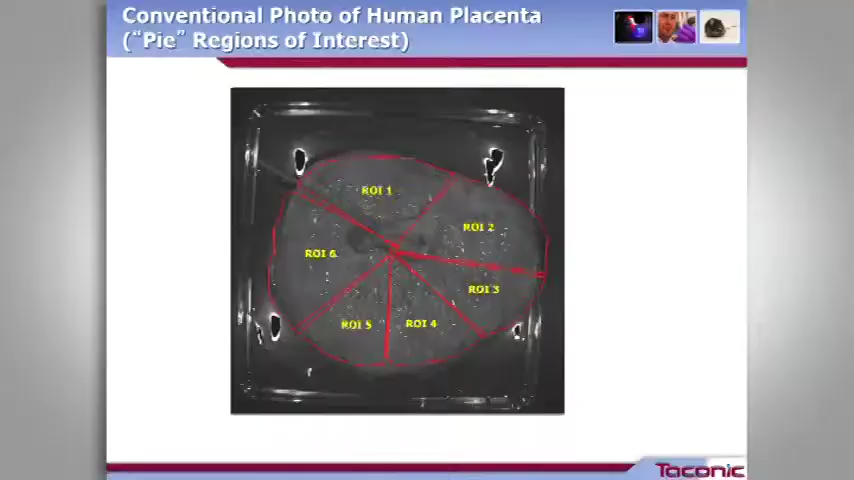 Conventional Photo of Human Placenta
("Pie" Regions of Interest)
ROI 1
ROI 2
ROI 6
ROI 3
ROI 5
ROI 4
Taconic